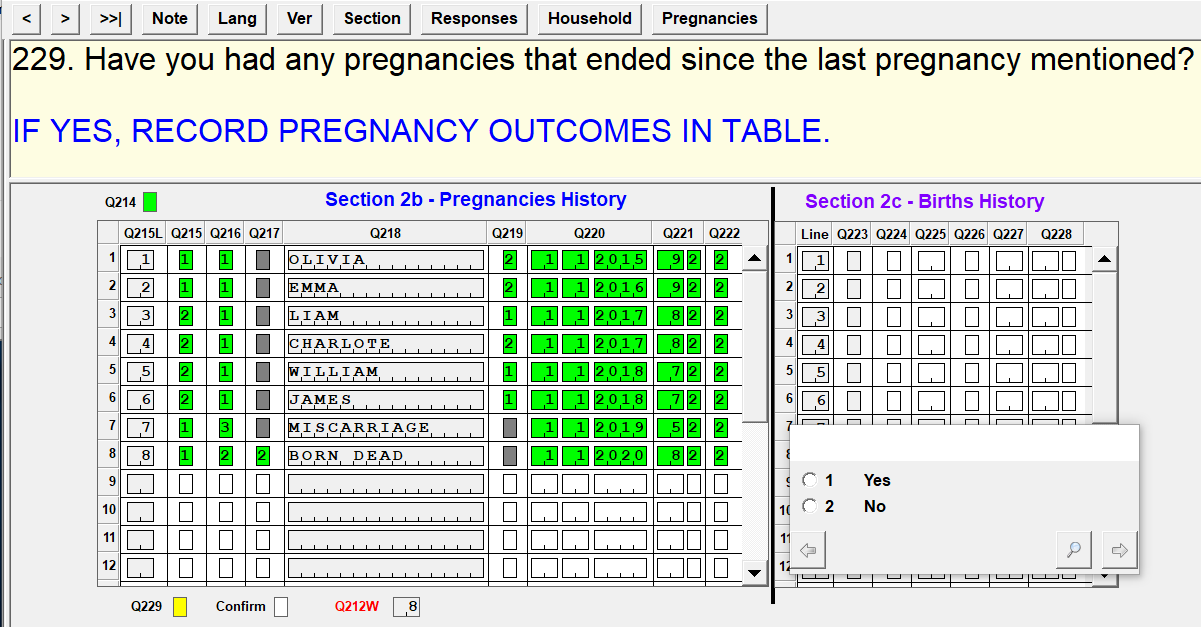 < > >>| Note Lang Ver Section Responses Household Pregnancies
229. Have you had any pregnancies that ended since the last pregnancy mentioned?
IF YES, RECORD PREGNANCY OUTCOMES IN TABLE.
Q214 Section 2b - Pregnancies History
Q215L Q215 Q216 Q217 Q218 Q219 Q220 Q221 Q222
1 1 1 1 OLIVIA 2 1 1 2015 9 2 2
2 2 1 1 EMMA 2 1 1 2016 9 2 2
3 3 2 1 LIAM 1 1 1 2017 8 2 2
4 4 2 1 CHARLOTE 2 1 1 2017 8 2 2
5 5 2 1 WILLIAM 1 1 1 2018 7 2 2
6 6 2 1 JAMES 1 1 1 2018 7 2 2
7 7 1 3 MISCARRIAGE 1 1 2019 5 2 2
8 8 1 2 2 BORN DEAD 1 1 2020 8 2 2
9
10
11
12
Q229 Confirm Q212W 8
Section 2c - Births History
Line Q223 Q224 Q225 Q226 Q227 Q228
1 1
2 2
3 3
4 4
5 5
6 6
7
1 Yes
2 No